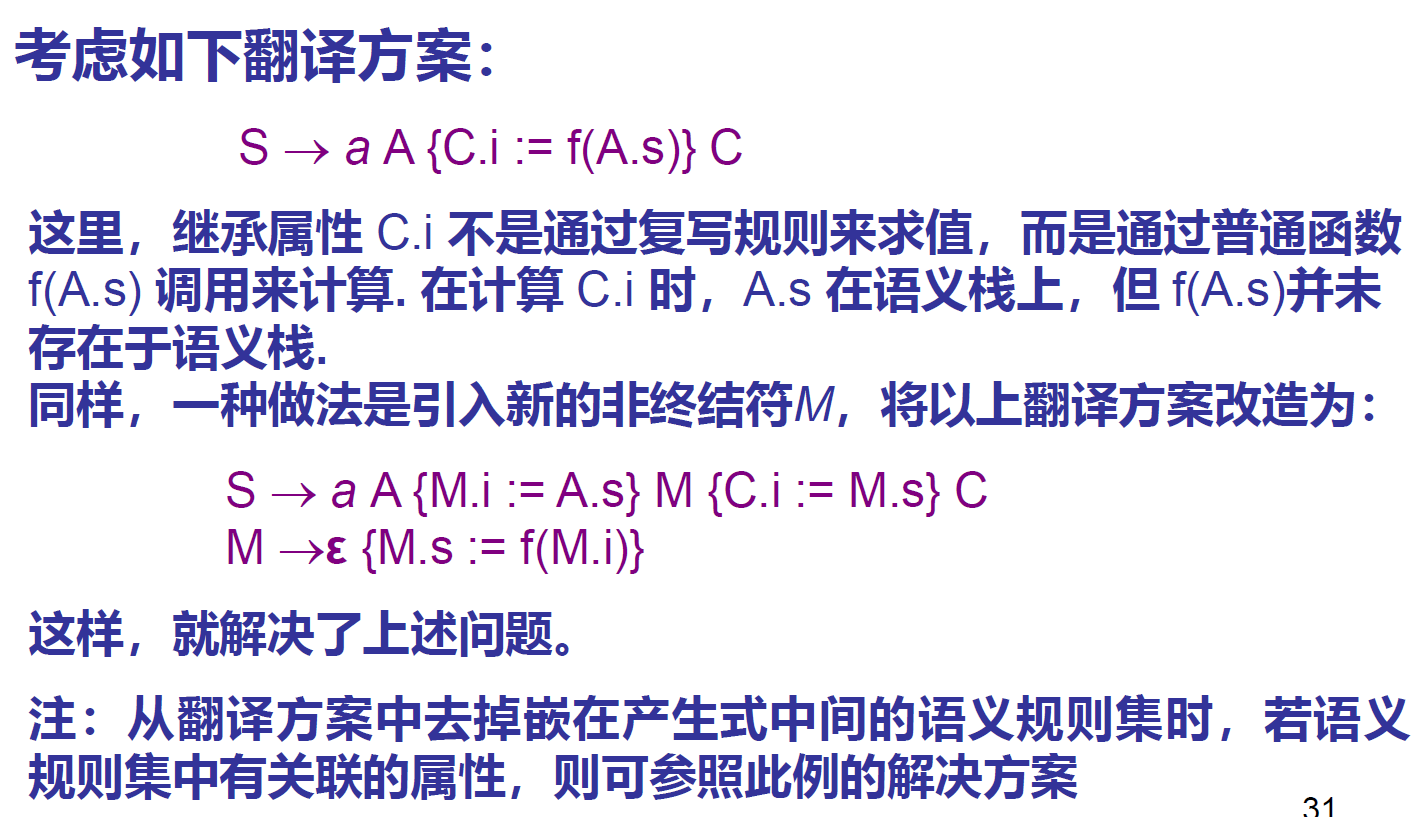 考虑如下翻译方案：
S → a A {C.i := f(A.s)} C
这里，继承属性 C.i 不是通过复写规则来求值，而是通过普通函数
f(A.s) 调用来计算. 在计算 C.i 时，A.s 在语义栈上，但 f(A.s)并未
存在于语义栈.
同样，一种做法是引入新的非终结符M，将以上翻译方案改造为：
S → a A {M.i := A.s} M {C.i := M.s} C
M →ε {M.s := f(M.i)}
这样，就解决了上述问题。
注：从翻译方案中去掉嵌在产生式中间的语义规则集时，若语义
规则集中有关联的属性，则可参照此例的解决方案
31